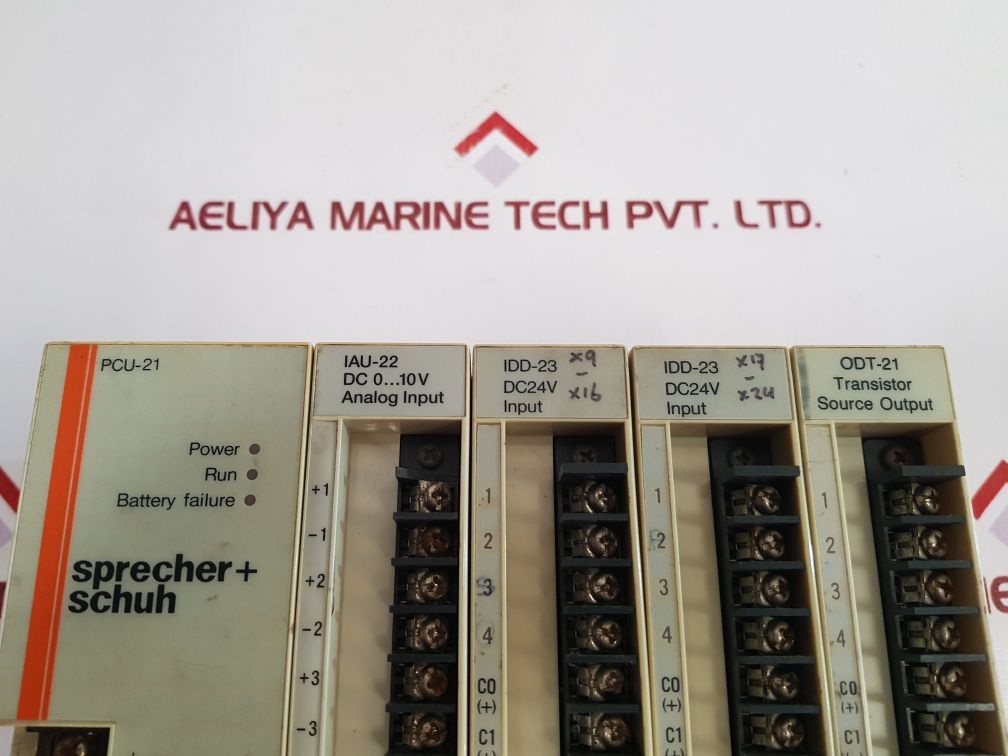 AELIYA MARINE TECH PVT. LTD.
PCU-21
Power
Run
Battery failure
sprecher+
schuh
IAU-22
DC 0...10V
Analog Input
+1
-1
+2
-2
+3
-3
IDD-23
DC24V
Input
X9
-
X16
1
2
3
4
C0
(+)
C1
IDD-23
DC24V
Input
X17
-
X24
1
2
3
4
C0
(+)
C1
ODT-21
Transistor
Source Output
1
2
3
4
C0
(+)
C1